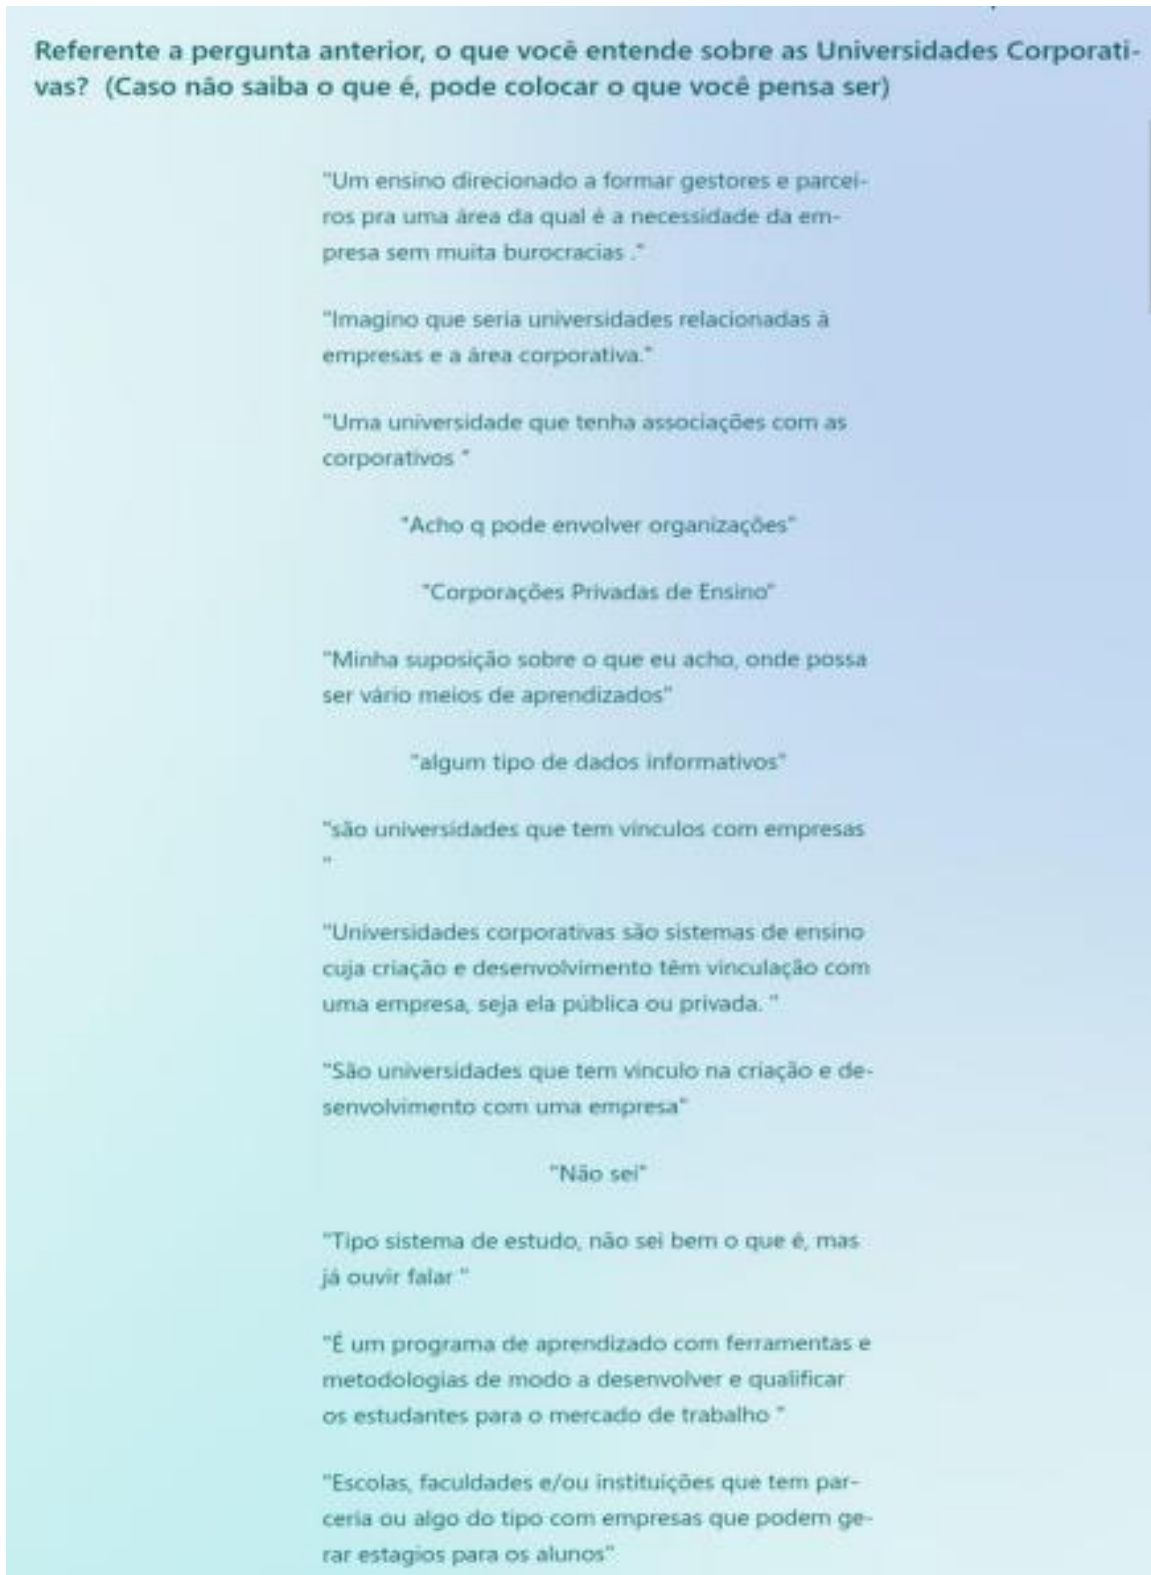 Referente a pergunta anterior, o que você entende sobre as Universidades Corporati-
vas? (Caso não saiba o que é, pode colocar o que você pensa ser)
"Um ensino direcionado a formar gestores e parcei-
ros pra uma área da qual é a necessidade da em-
presa sem muita burocracias ."
"Imagino que seria universidades relacionadas à
empresas e a área corporativa."
"Uma universidade que tenha associações com as
corporativos "
"Acho q pode envolver organizações"
"Corporações Privadas de Ensino"
"Minha suposição sobre o que eu acho, onde possa
ser vário meios de aprendizados"
"algum tipo de dados informativos"
"são universidades que tem vínculos com empresas
"
"Universidades corporativas são sistemas de ensino
cuja criação e desenvolvimento têm vinculação com
uma empresa, seja ela pública ou privada. "
"São universidades que tem vinculo na criação e de-
senvolvimento com uma empresa"
"Não sei"
"Tipo sistema de estudo, não sei bem o que é, mas
já ouvir falar "
"É um programa de aprendizado com ferramentas e
metodologias de modo a desenvolver e qualificar
os estudantes para o mercado de trabalho "
"Escolas, faculdades e/ou instituições que tem par-
ceria ou algo do tipo com empresas que podem ge-
rar estagios para os alunos"